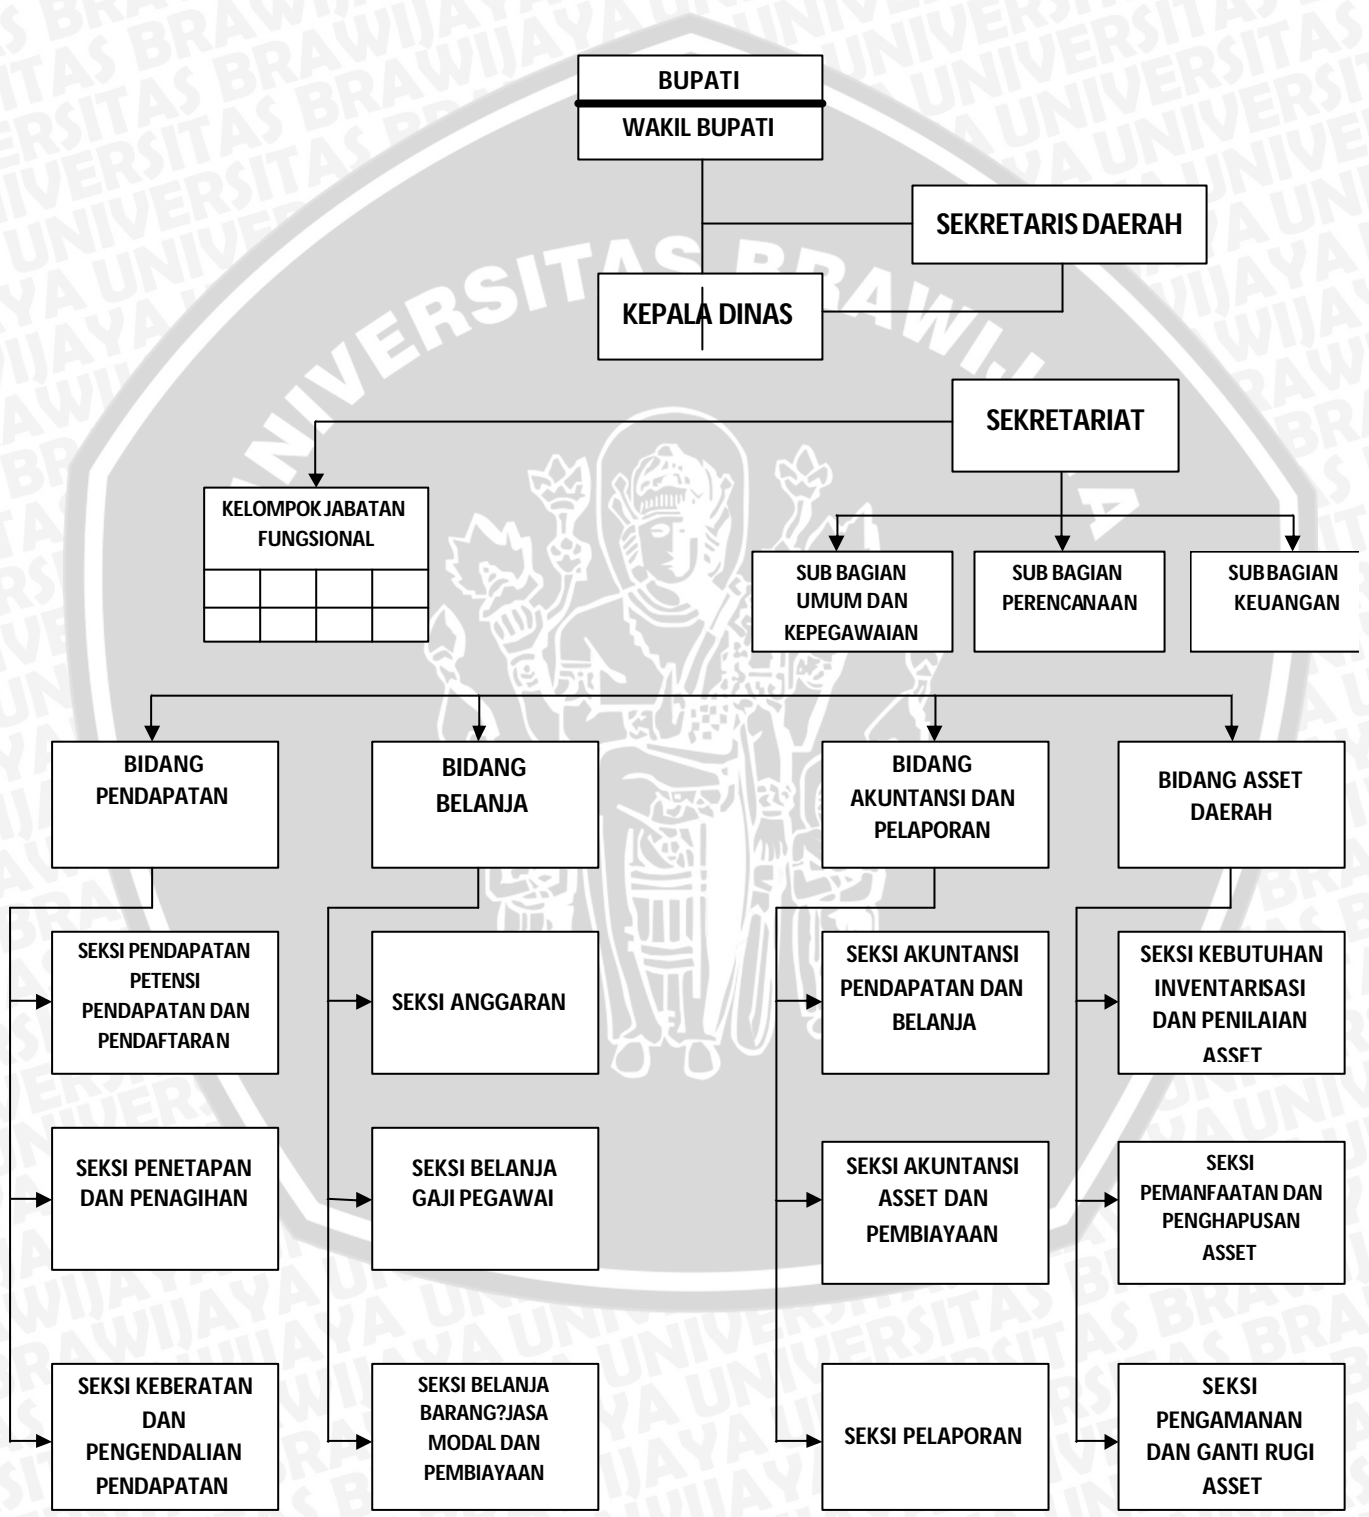 BUPATI
WAKIL BUPATI
SEKRETARIS DAERAH
KEPALA DINAS
SEKRETARIAT
KELOMPOK JABATAN
FUNGSIONAL
SUB BAGIAN
UMUM DAN
KEPEGAWAIAN
SUB BAGIAN
PERENCANAAN
SUB BAGIAN
KEUANGAN
BIDANG
PENDAPATAN
BIDANG
BELANJA
BIDANG
AKUNTANSI DAN
PELAPORAN
BIDANG ASSET
DAERAH
SEKSI PENDAPATAN
PETENSI
PENDAPATAN DAN
PENDAFTARAN
SEKSI ANGGARAN
SEKSI AKUNTANSI
PENDAPATAN DAN
BELANJA
SEKSI KEBUTUHAN
INVENTARISASI
DAN PENILAIAN
ASSET
SEKSI PENETAPAN
DAN PENAGIHAN
SEKSI BELANJA
GAJI PEGAWAI
SEKSI AKUNTANSI
ASSET DAN
PEMBIAYAAN
SEKSI
PEMANFAATAN DAN
PENGHAPUSAN
ASSET
SEKSI KEBERATAN
DAN
PENGENDALIAN
PENDAPATAN
SEKSI BELANJA
BARANG?JASA
MODAL DAN
PEMBIAYAAN
SEKSI PELAPORAN
SEKSI
PENGAMANAN
DAN GANTI RUGI
ASSET